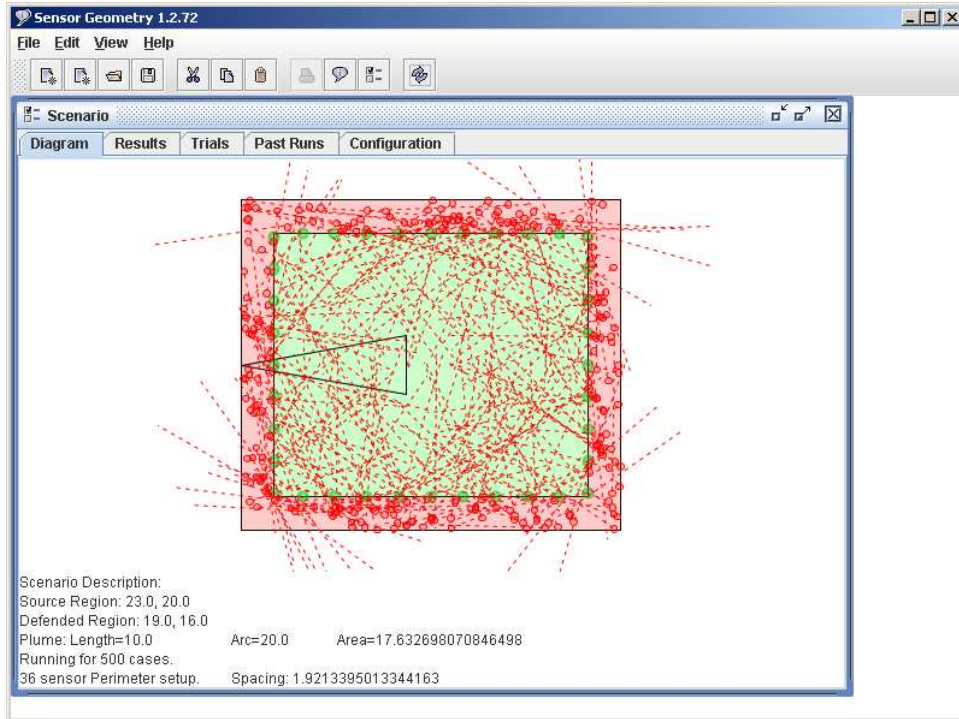 Sensor Geometry 1.2.72
File Edit View Help
Scenario
Diagram Results Trials Past Runs Configuration
Scenario Description:
Source Region: 23.0, 20.0
Defended Region: 19.0, 16.0
Plume: Length=10.0 Arc=20.0 Area=17.632698070846498
Running for 500 cases.
36 sensor Perimeter setup. Spacing: 1.9213395013344163